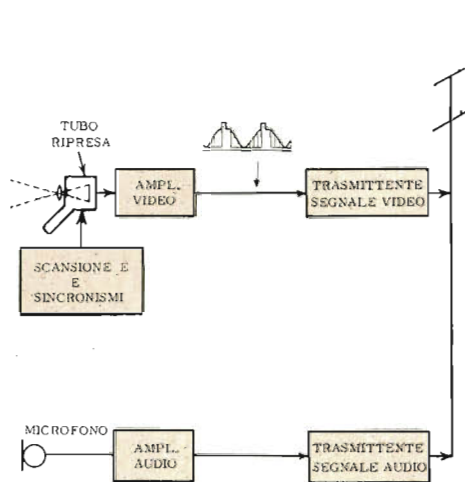 TUBO
RIPRESA
AMPL.
VIDEO
TRASMITTENTE
SEGNALE VIDEO
SCANSIONE E
E
SINCRONISMI
MICROFONO
AMPL.
AUDIO
TRASMITTENTE
SEGNALE AUDIO